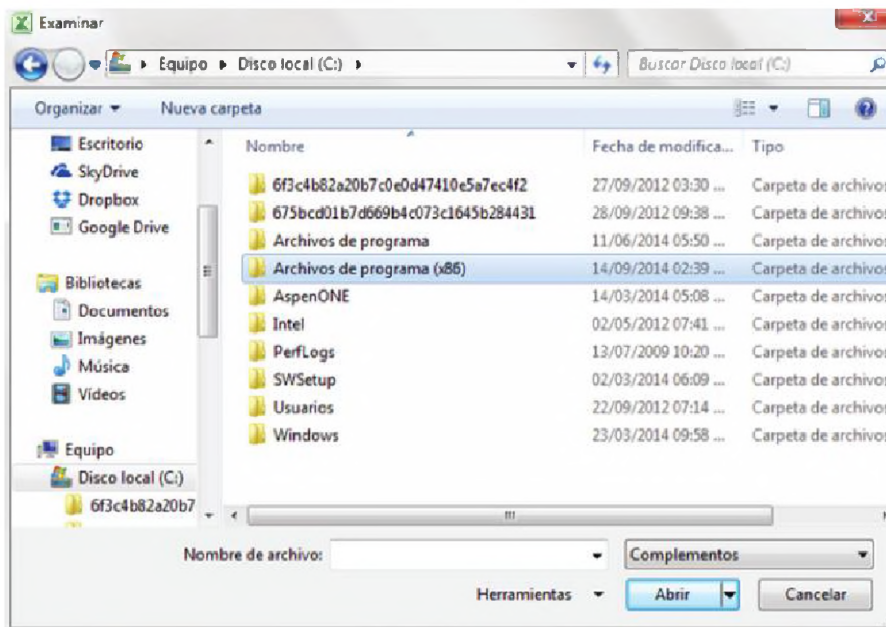 Examinar
Equipo Disco local (C:) Buscar Disco local (C:)
Organizar Nueva carpeta
Nombre Fecha de modifica... Tipo
Escritorio
SkyDrive
Dropbox
Google Drive
Bibliotecas
Documentos
Imágenes
Música
Vídeos
Equipo
Disco local (C:)
6f3c4b82a20b7
6f3c4b82a20b7c0e0d47410e5a7ec4f2 27/09/2012 03:30 ... Carpeta de archivos
675bcd01b7d669b4c073c1645b284431 28/09/2012 09:38 ... Carpeta de archivos
Archivos de programa 11/06/2014 05:50 ... Carpeta de archivos
Archivos de programa (x86) 14/09/2014 02:39 ... Carpeta de archivos
AspenONE 14/03/2014 05:08 ... Carpeta de archivos
Intel 02/05/2012 07:41 ... Carpeta de archivos
PerfLogs 13/07/2009 10:20 ... Carpeta de archivos
SWSetup 02/03/2014 06:09 ... Carpeta de archivos
Usuarios 22/09/2012 07:14 ... Carpeta de archivos
Windows 23/03/2014 09:58 ... Carpeta de archivos
Nombre de archivo: Complementos
Herramientas Abrir Cancelar